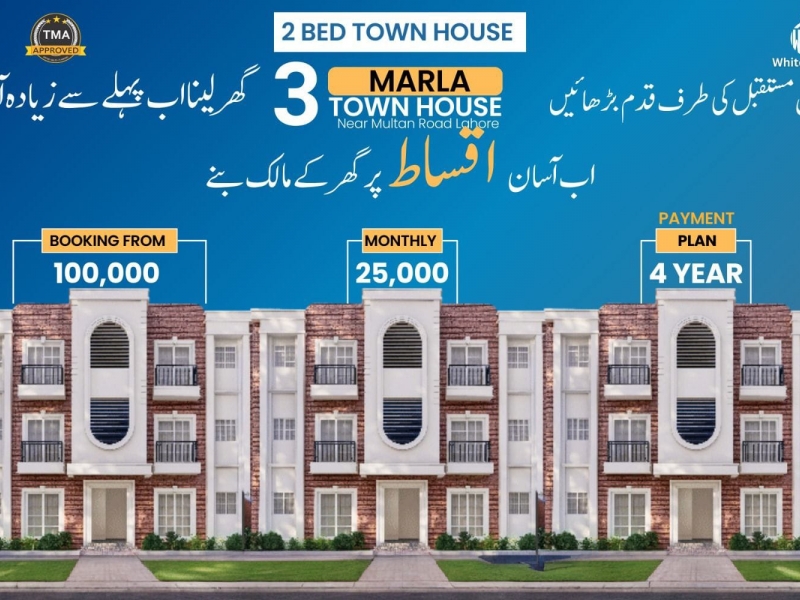 TMA
APPROVED
2 BED TOWN HOUSE
White
گھر لینا اب پہلے سے زیادہ
3 MARLA
TOWN HOUSE
Near Multan Road Lahore
مستقبل کی طرف قدم بڑھائیں
اب آسان اقساط پر گھر کے مالک بنے
BOOKING FROM
100,000
MONTHLY
25,000
PAYMENT
PLAN
4 YEAR